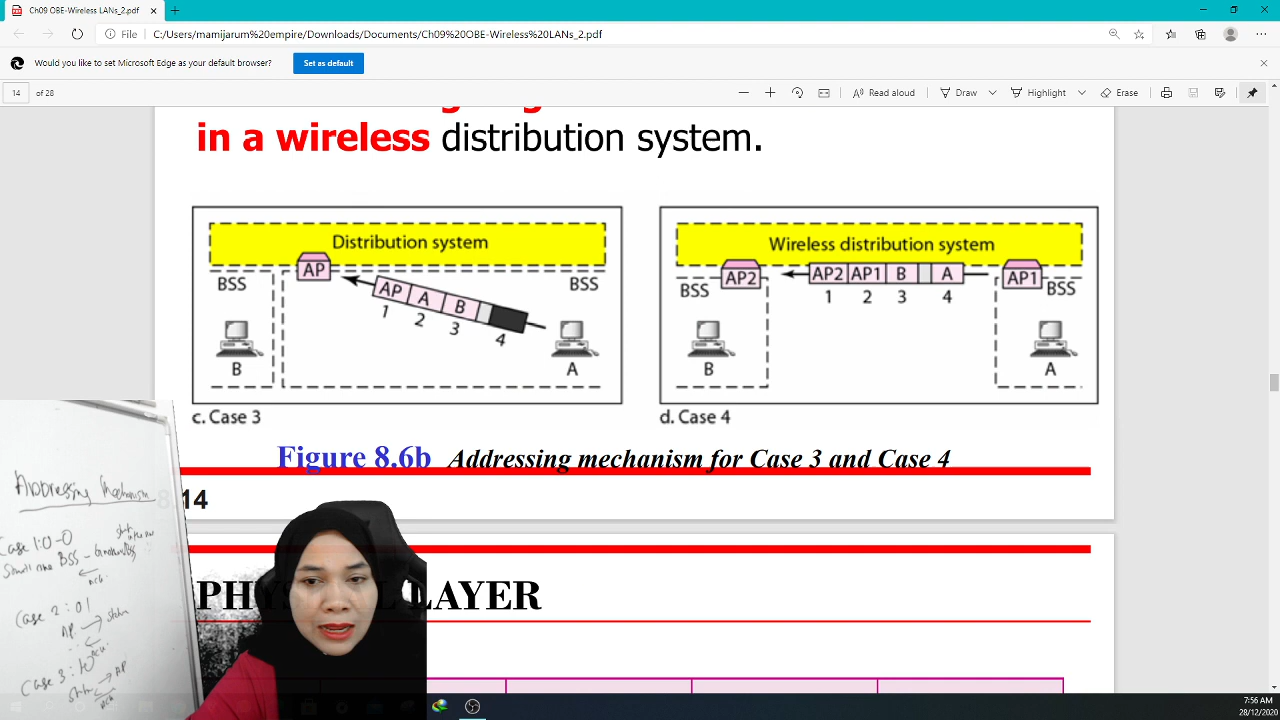 Ch09 OBE-Wireless LANs_2.pdf
File C:/Users/mamijarum%20empire/Downloads/Documents/Ch09%20OBE-Wireless%20LANs_2.pdf
Would you like to set Microsoft Edge as your default browser? Set as default
14 of 28 Read aloud Draw Highlight Erase
in a wireless distribution system.
Distribution system
AP
BSS BSS
AP A B
1 2 3 4
B A
c. Case 3
Wireless distribution system
AP2 AP2 AP1 B A AP1
BSS BSS
1 2 3 4
B A
d. Case 4
Figure 8.6b Addressing mechanism for Case 3 and Case 4
14
LAYER
Addressing Mechanism
Case 1:0-0
BSS
Case 2:01
AP
Case 3:10
AP
7:56 AM
28/12/2020